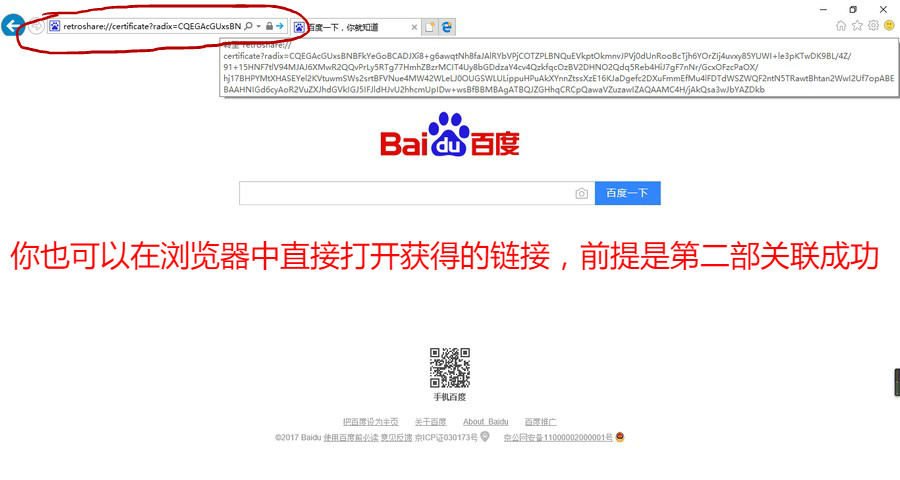 retroshare://certificate?radix=CQEGAcGUxsBN
百度一下，你就知道
转至"retroshare://
certificate?radix=CQEGAcGUxsBNBFkYeGoBCADJXi8+g6awqtNh8faJAlRYbVPjCOTZPLBNQuEVkptOkmnvJPVj0dUnRooBcTjh6YOrZIj4uvxy85YUWI+le3pKTwDK9BL/4Z/
91+15HNF7tlV94MJAJ6XMwR2QQvPrLy5RTg77HmhZBzrMCIT4Uy8bGDdzaY4cv4QzkfqcOzBV2DHNO2Qdq5Reb4HiJ7gF7nNr/GcxOFzcPaOX/
hj17BHPYMtXHASEYel2KVtuwmSWs2srtBFVNue4MW42WLeLJ0OUGSWLULippuHPuAkXYnnZtssXzE16KJaDgefc2DXuFmmEfMu4lFDTdWSZWQF2ntN5TRawtBhtan2WwI2Uf7opABE
BAAHNIGd6cyAoR2VuZXJhdGVkIGJ5IFJldHJvU2hhcmUpIDw+wsBfBBMBAgATBQJZGHhqCRCpQawaVZuzawIZAQAAMC4H/jAkQsa3wJbYAZDkb
Bai du 百度
百度一下
你也可以在浏览器中直接打开获得的链接，前提是第二部关联成功
手机百度
把百度设为主页 关于百度 About Baidu 百度推广
©2017 Baidu 使用百度前必读 意见反馈 京ICP证030173号 京公网安备11000002000001号